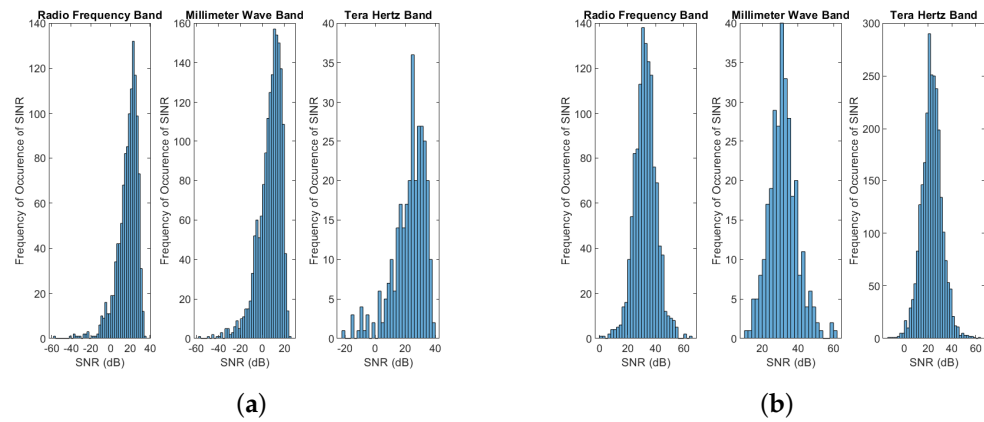 Radio Frequency Band
Frequency of Occurence of SINR
140
120
100
80
60
40
20
0
-60 -40 -20 0 20 40
SNR (dB)
Millimeter Wave Band
Frequency of Occurence of SINR
160
140
120
100
80
60
40
20
0
-60 -40 -20 0 20
SNR (dB)
Tera Hertz Band
Frequency of Occurence of SINR
40
35
30
25
20
15
10
5
0
-20 0 20 40
SNR (dB)
(a)
Radio Frequency Band
Frequency of Occurence of SINR
140
120
100
80
60
40
20
0
0 20 40 60
SNR (dB)
Millimeter Wave Band
Frequency of Occurence of SINR
40
35
30
25
20
15
10
5
0
20 40 60
SNR (dB)
Tera Hertz Band
Frequency of Occurence of SINR
300
250
200
150
100
50
0
0 20 40 60
SNR (dB)
(b)